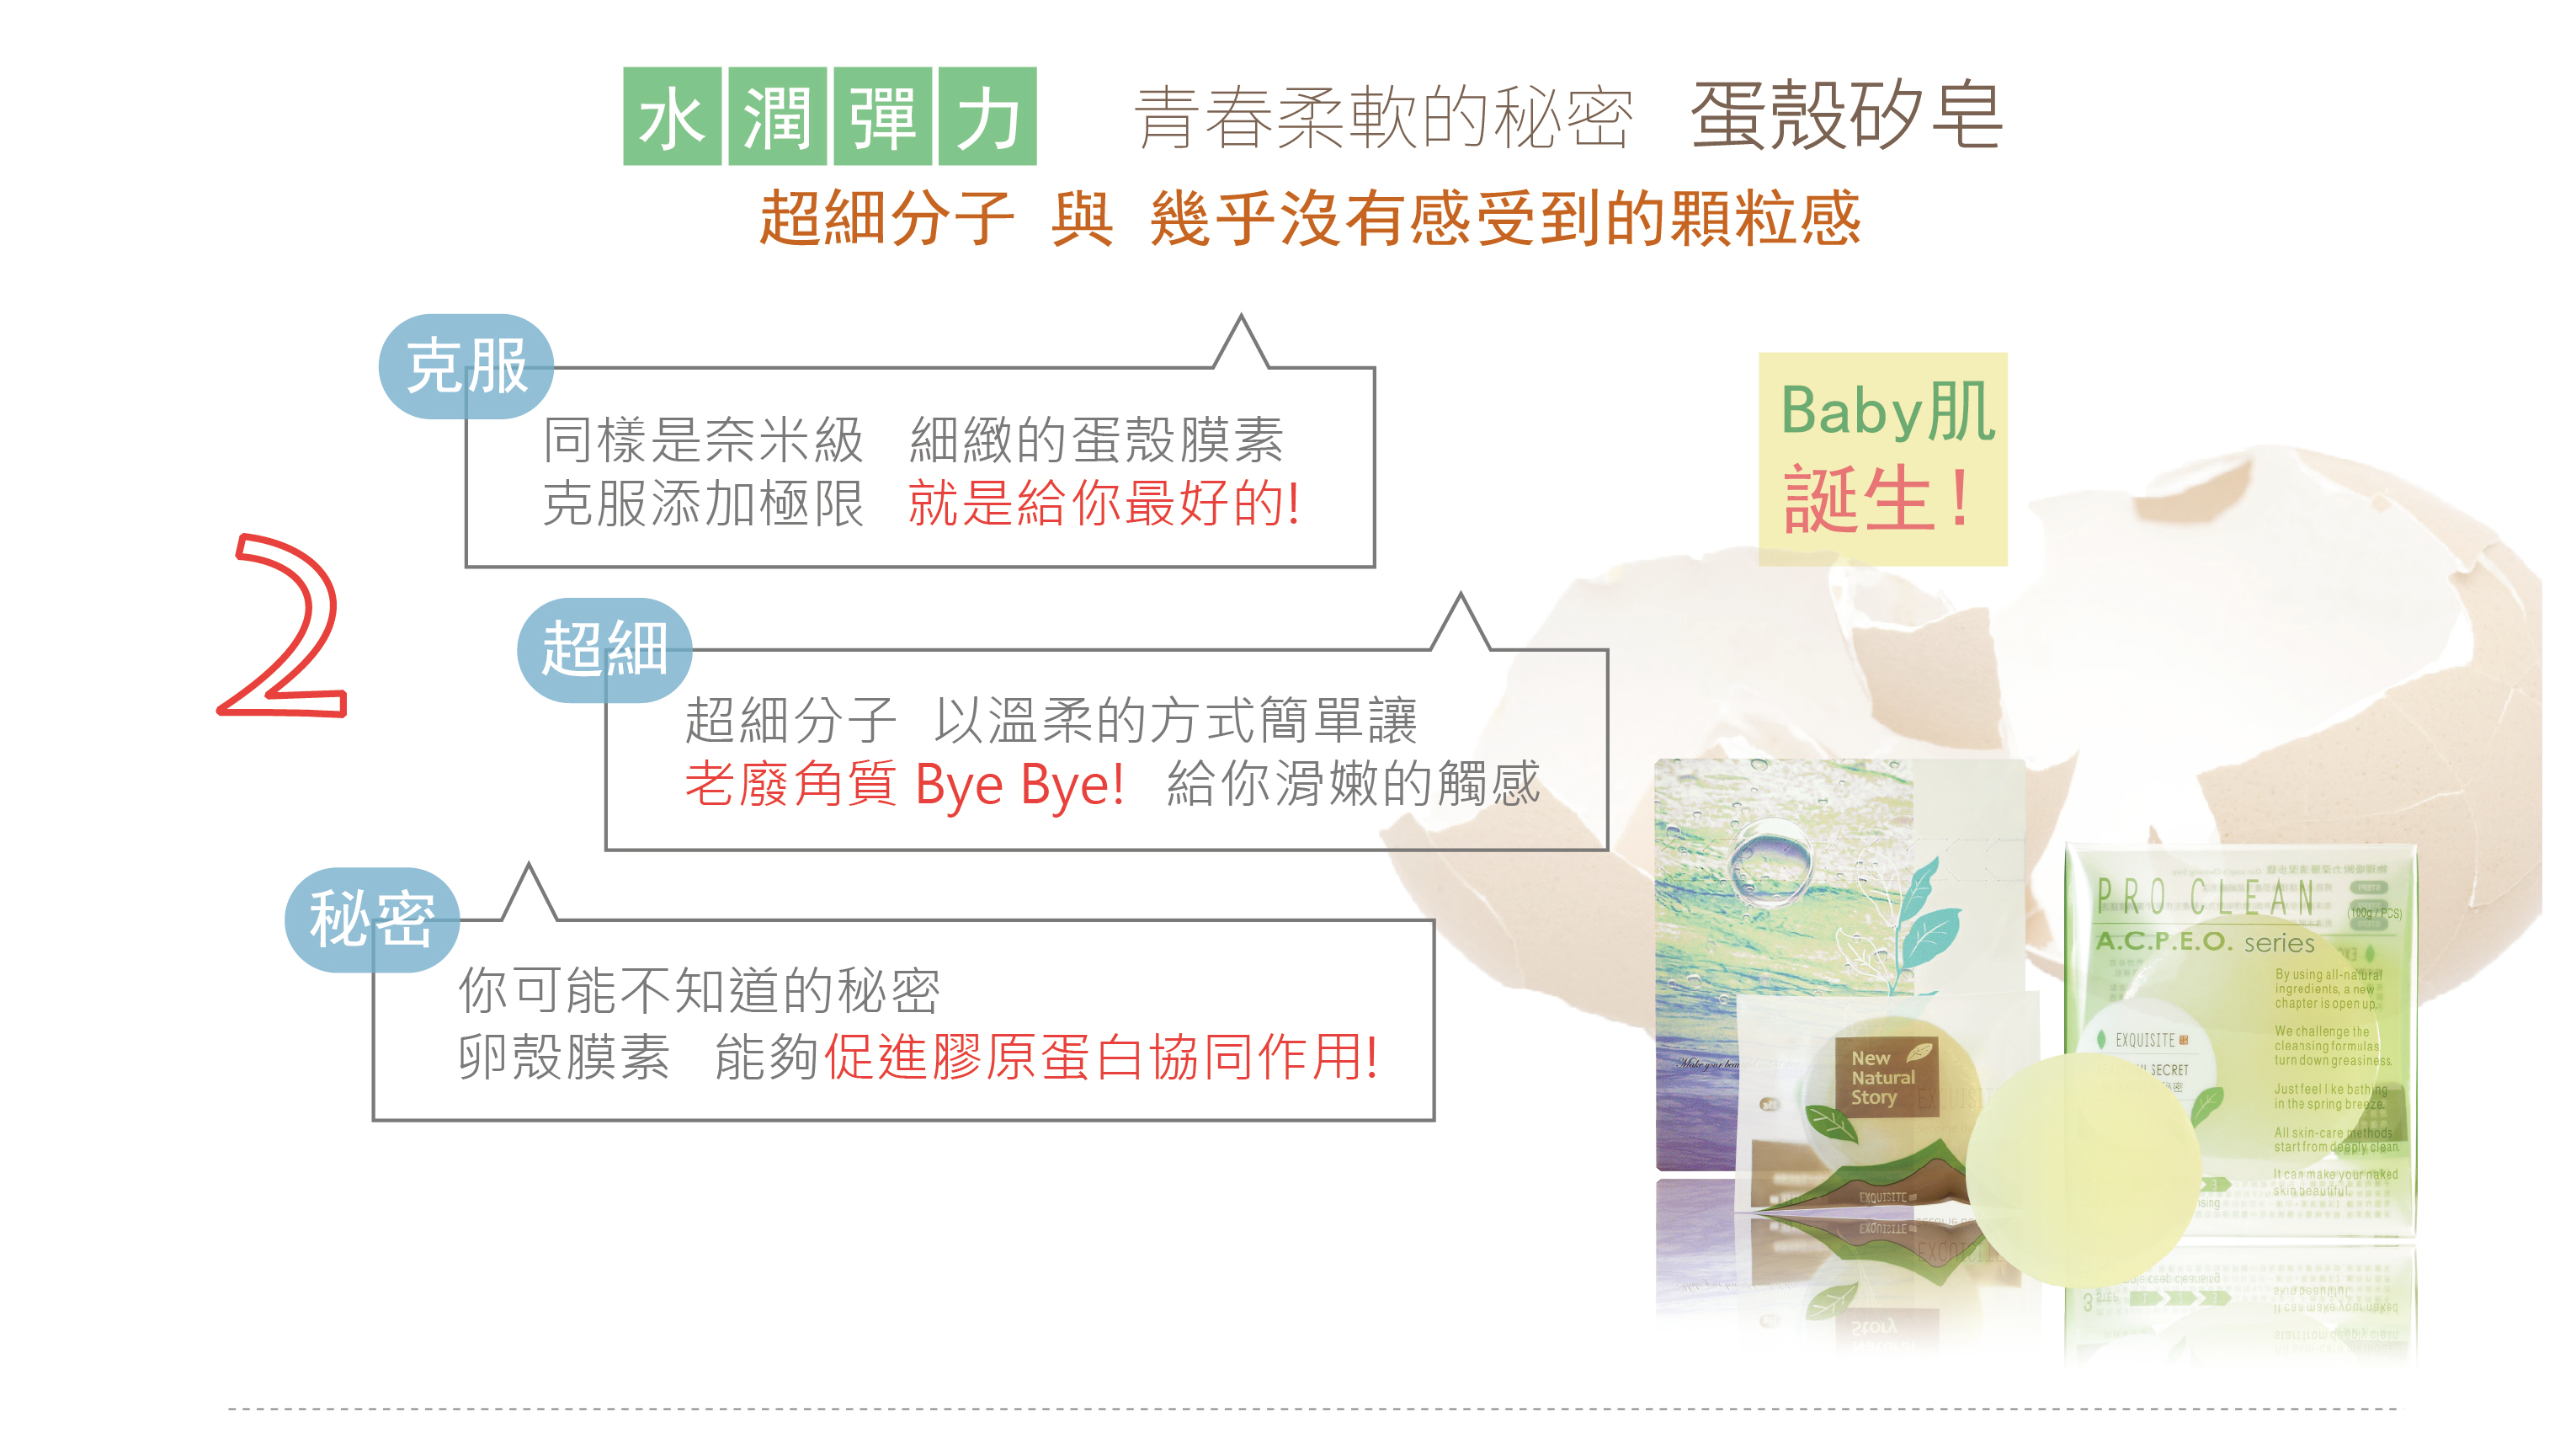 水潤彈力 青春柔軟的秘密 蛋殼矽皂
超細分子 與 幾乎沒有感受到的顆粒感
克服
同樣是奈米級 細緻的蛋殼膜素
克服添加極限 就是給你最好的!
Baby肌
誕生!
2
超細
超細分子 以溫柔的方式簡單讓
老廢角質 Bye Bye! 給你滑嫩的觸感
秘密
你可能不知道的秘密
卵殼膜素 能夠促進膠原蛋白協同作用!
Make your
New
Natural
Story
EXQUISITE
PRO CLEAN
(100g / PCS)
A.C.P.E.O. series
By using all-natural
ingredients, a new
chapter is open up.
We challenge the
cleansing formulas
turn down greasiness.
EXQUISITE
SECRET
Just feel like bathing
in the spring breeze.
All skin-care methods
start from deeply clean.
It can make your naked
skin beautiful.